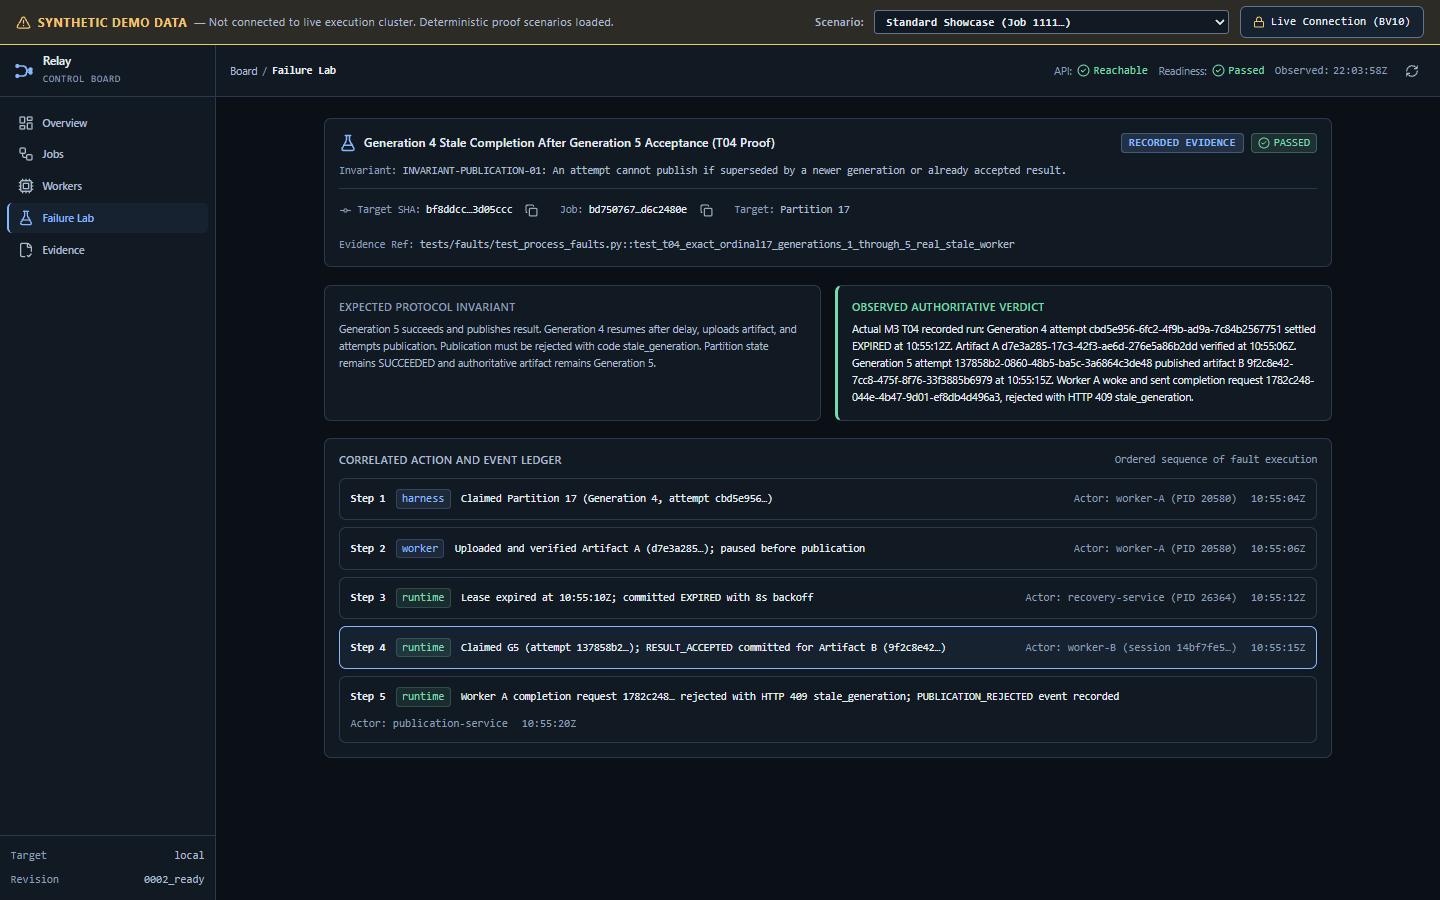 SYNTHETIC DEMO DATA — Not connected to live execution cluster. Deterministic proof scenarios loaded.
Scenario: Standard Showcase (Job 1111…) Live Connection (BV10)
Relay
CONTROL BOARD
Board / Failure Lab
API: Reachable Readiness: Passed Observed: 22:03:58Z
Overview
Jobs
Workers
Failure Lab
Evidence
Generation 4 Stale Completion After Generation 5 Acceptance (T04 Proof)
RECORDED EVIDENCE PASSED
Invariant: INVARIANT-PUBLICATION-01: An attempt cannot publish if superseded by a newer generation or already accepted result.
Target SHA: bf8ddcc…3d05ccc Job: bd750767…d6c2480e Target: Partition 17
Evidence Ref: tests/faults/test_process_faults.py::test_t04_exact_ordinal17_generations_1_through_5_real_stale_worker
EXPECTED PROTOCOL INVARIANT
Generation 5 succeeds and publishes result. Generation 4 resumes after delay, uploads artifact, and
attempts publication. Publication must be rejected with code stale_generation. Partition state
remains SUCCEEDED and authoritative artifact remains Generation 5.
OBSERVED AUTHORITATIVE VERDICT
Actual M3 T04 recorded run: Generation 4 attempt cbd5e956-6fc2-4f9b-ad9a-7c84b2567751 settled
EXPIRED at 10:55:12Z. Artifact A d7e3a285-17c3-42f3-ae6d-276e5a86b2dd verified at 10:55:06Z.
Generation 5 attempt 137858b2-0860-48b5-ba5c-3a6864c3de48 published artifact B 9f2c8e42-
7cc8-475f-8f76-33f3885b6979 at 10:55:15Z. Worker A woke and sent completion request 1782c248-
044e-4b47-9d01-ef8db4d496a3, rejected with HTTP 409 stale_generation.
CORRELATED ACTION AND EVENT LEDGER
Ordered sequence of fault execution
Step 1 harness Claimed Partition 17 (Generation 4, attempt cbd5e956…) Actor: worker-A (PID 20580) 10:55:04Z
Step 2 worker Uploaded and verified Artifact A (d7e3a285…); paused before publication Actor: worker-A (PID 20580) 10:55:06Z
Step 3 runtime Lease expired at 10:55:10Z; committed EXPIRED with 8s backoff Actor: recovery-service (PID 26364) 10:55:12Z
Step 4 runtime Claimed G5 (attempt 137858b2…); RESULT_ACCEPTED committed for Artifact B (9f2c8e42…) Actor: worker-B (session 14bf7fe5…) 10:55:15Z
Step 5 runtime Worker A completion request 1782c248… rejected with HTTP 409 stale_generation; PUBLICATION_REJECTED event recorded
Actor: publication-service 10:55:20Z
Target local
Revision 0002_ready